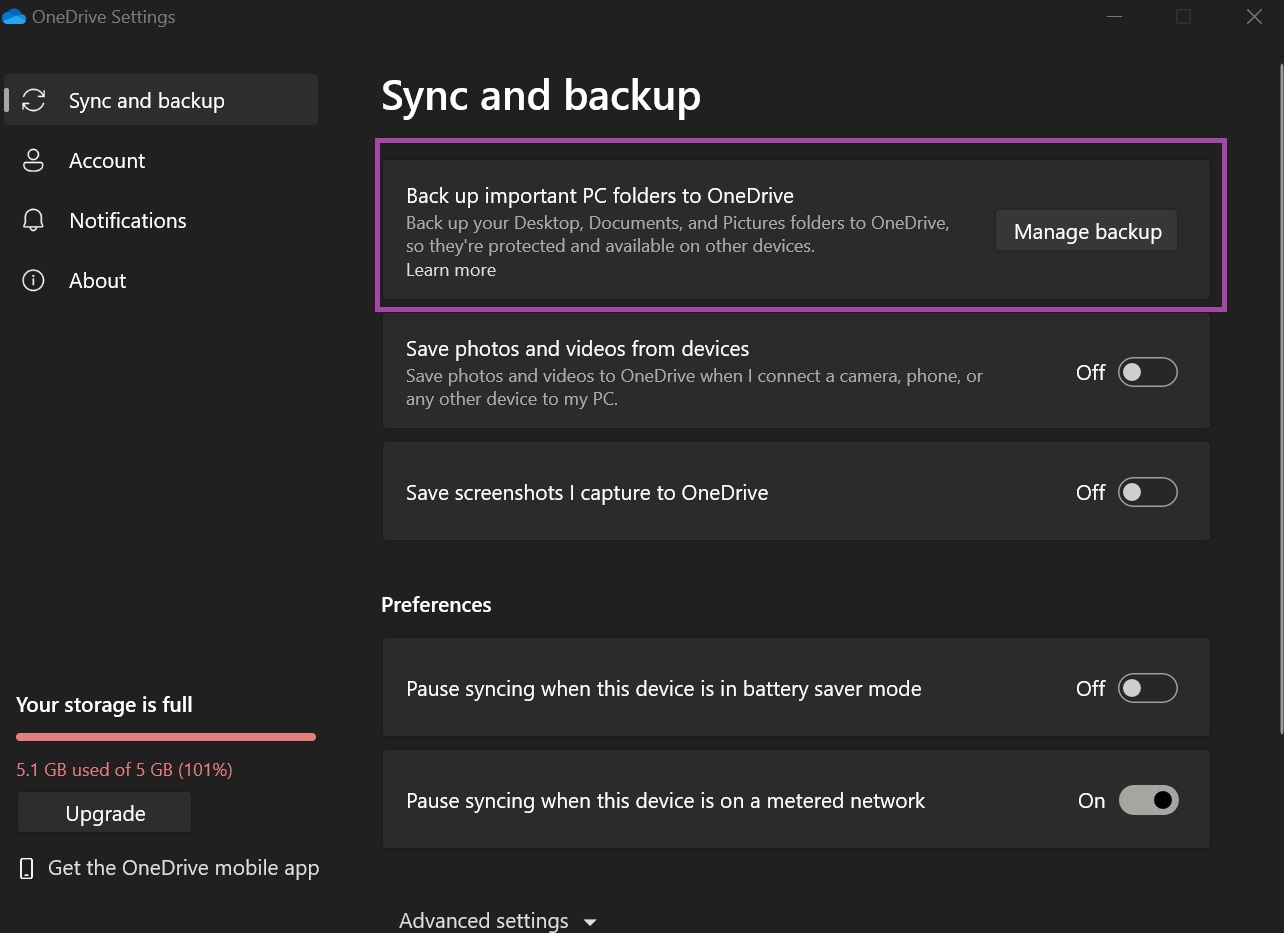 OneDrive Settings
Sync and backup
Account
Notifications
About
Your storage is full
5.1 GB used of 5 GB (101%)
Upgrade
Get the OneDrive mobile app
Sync and backup
Back up important PC folders to OneDrive
Back up your Desktop, Documents, and Pictures folders to OneDrive,
so they're protected and available on other devices.
Learn more
Manage backup
Save photos and videos from devices
Save photos and videos to OneDrive when I connect a camera, phone, or
any other device to my PC.
Off
Save screenshots I capture to OneDrive
Off
Preferences
Pause syncing when this device is in battery saver mode
Off
Pause syncing when this device is on a metered network
On
Advanced settings